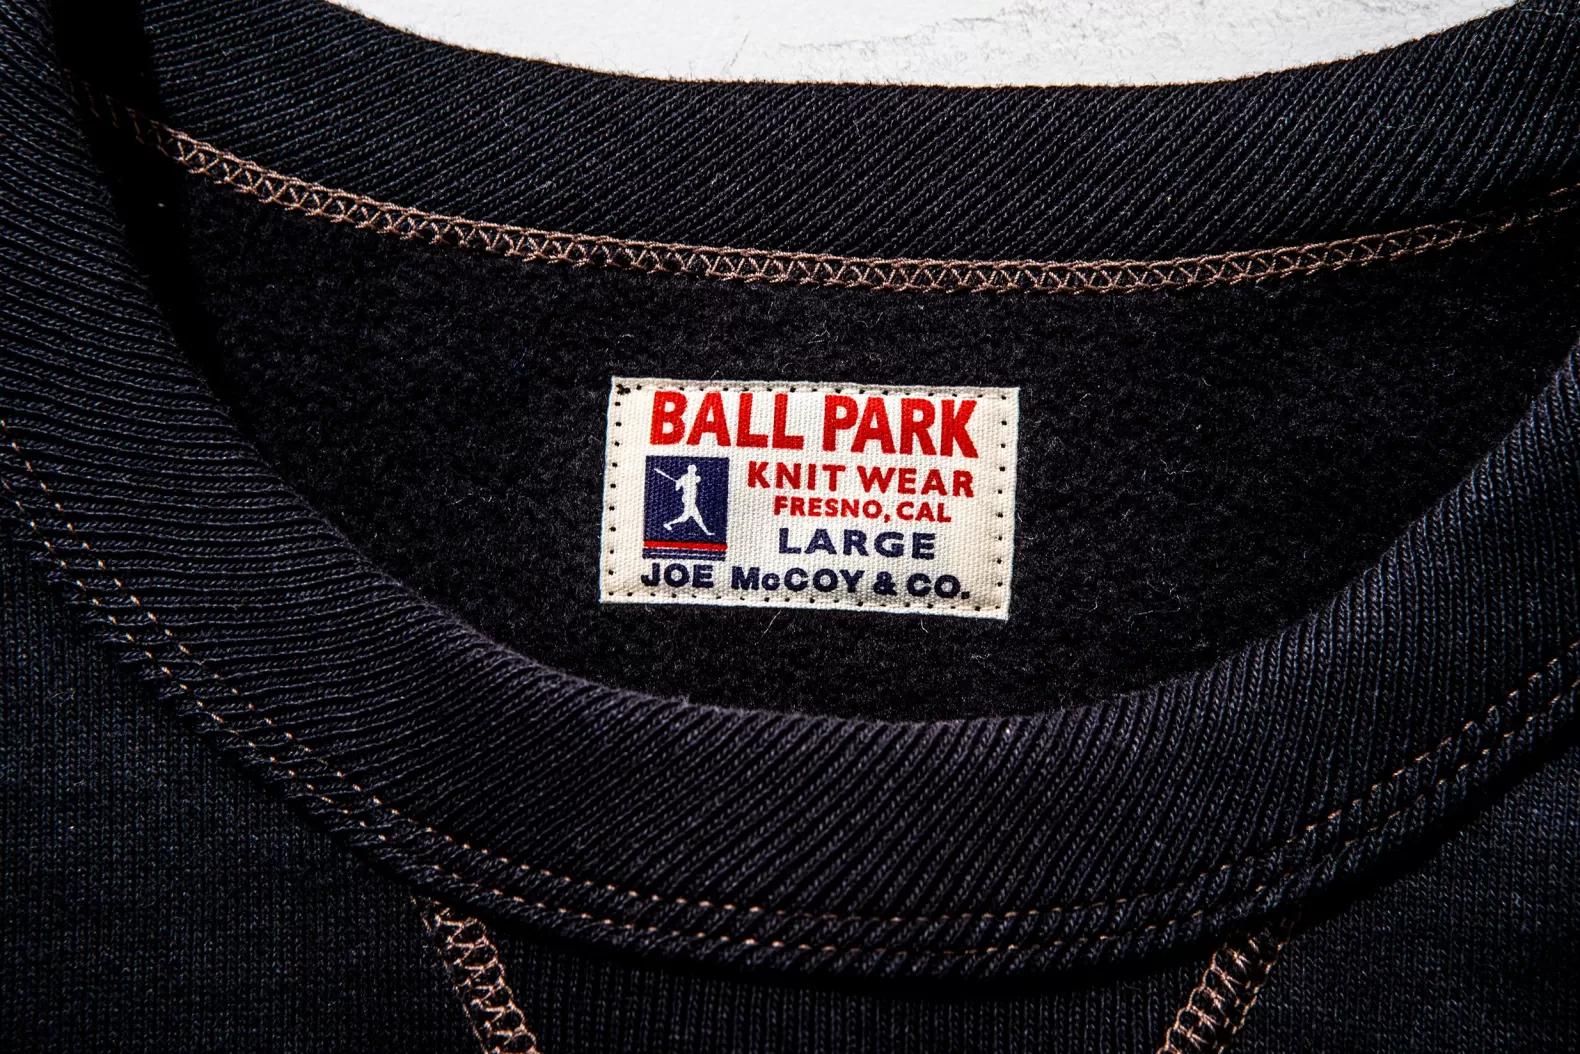 BALL PARK
KNIT WEAR
FRESNO, CAL
LARGE
JOE McCOY & CO.